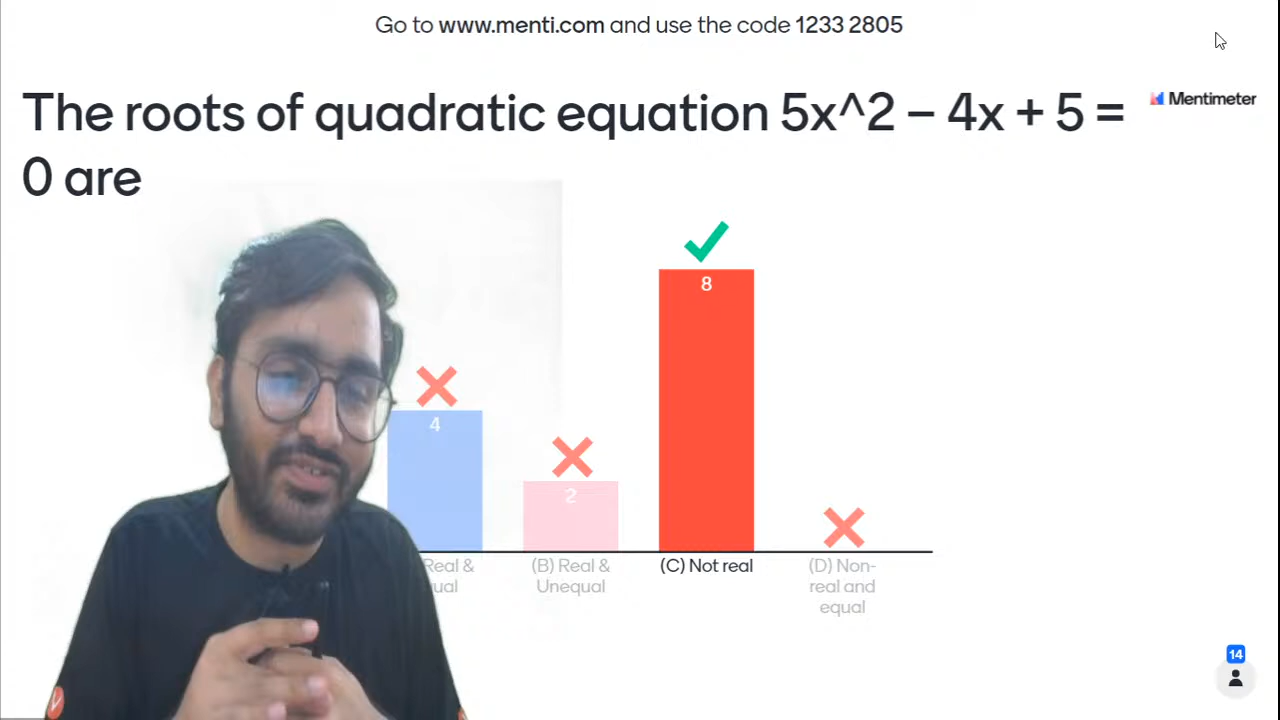 Go to www.menti.com and use the code 1233 2805
The roots of quadratic equation 5x^2 – 4x + 5 =
0 are
Mentimeter
8
4
2
Real &
(B) Real &
Unequal
(C) Not real
(D) Non-
real and
equal
14